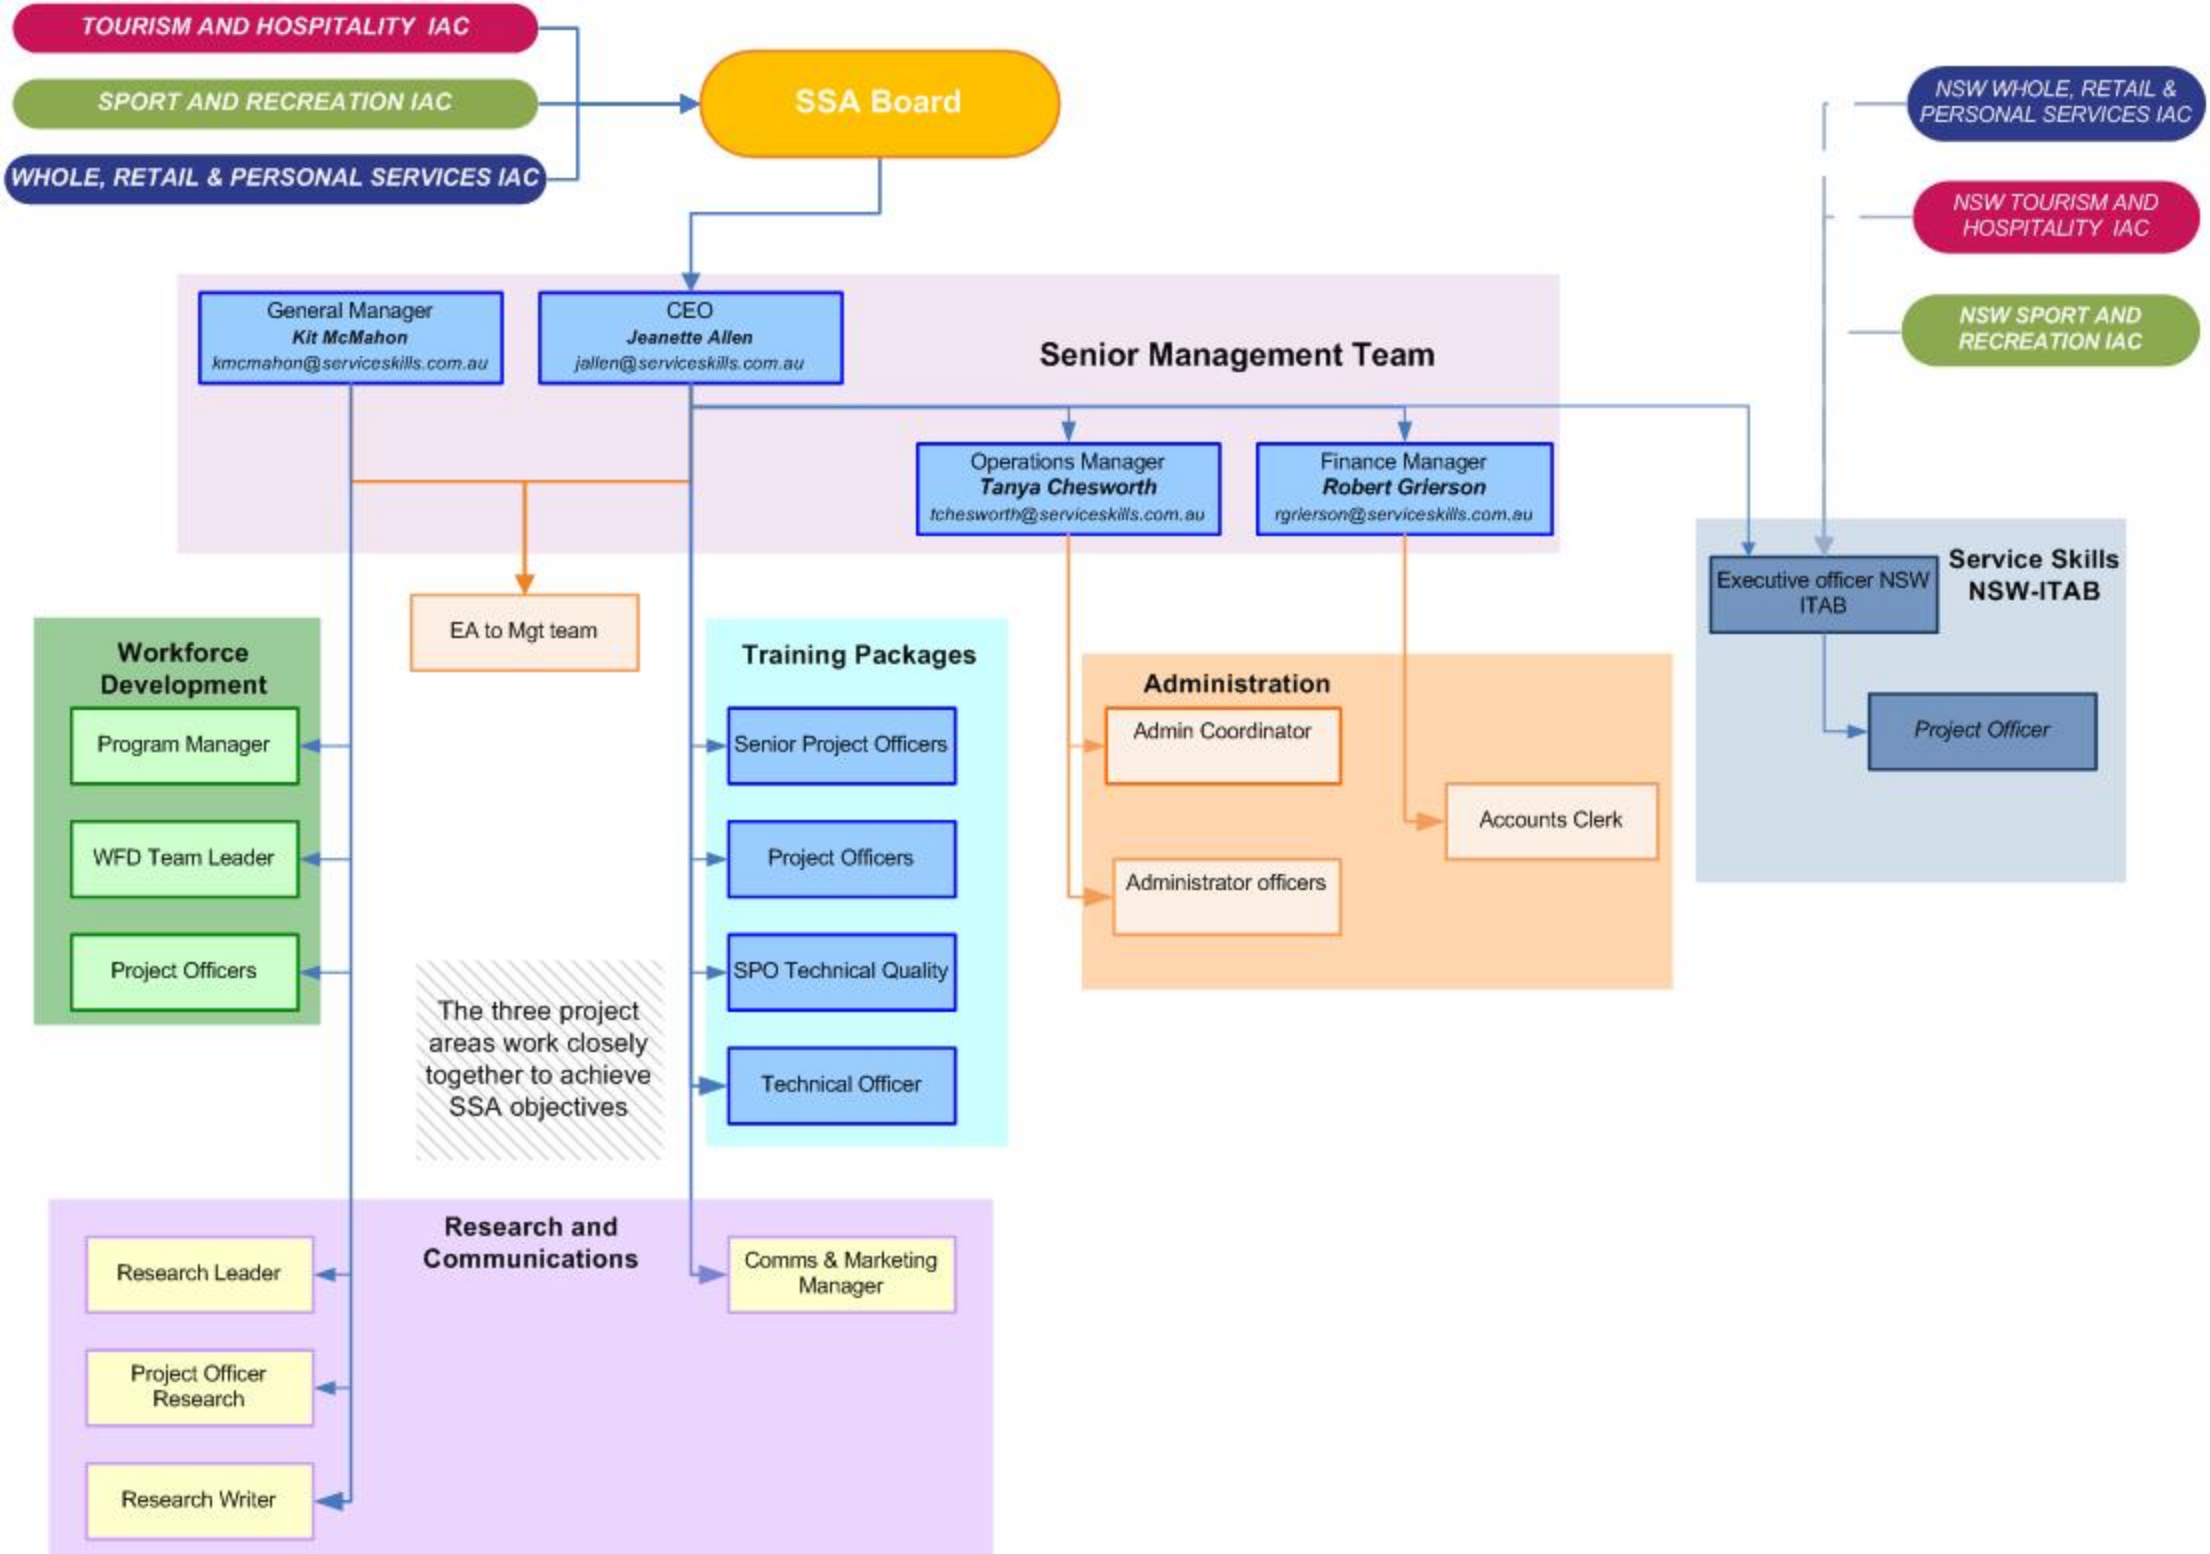 TOURISM AND HOSPITALITY IAC
SPORT AND RECREATION IAC
WHOLE, RETAIL & PERSONAL SERVICES IAC
SSA Board
NSW WHOLE, RETAIL &
PERSONAL SERVICES IAC
NSW TOURISM AND
HOSPITALITY IAC
NSW SPORT AND
RECREATION IAC
General Manager
Kit McMahon
kmcmahon@serviceskills.com.au
CEO
Jeanette Allen
jallen@serviceskills.com.au
Senior Management Team
Operations Manager
Tanya Chesworth
tchesworth@serviceskills.com.au
Finance Manager
Robert Grierson
rgrierson@serviceskills.com.au
Executive officer NSW
ITAB
Service Skills
NSW-ITAB
Project Officer
EA to Mgt team
Workforce
Development
Program Manager
WFD Team Leader
Project Officers
Training Packages
Senior Project Officers
Project Officers
SPO Technical Quality
Technical Officer
Administration
Admin Coordinator
Accounts Clerk
Administrator officers
The three project
areas work closely
together to achieve
SSA objectives
Research and
Communications
Research Leader
Project Officer
Research
Research Writer
Comms & Marketing
Manager